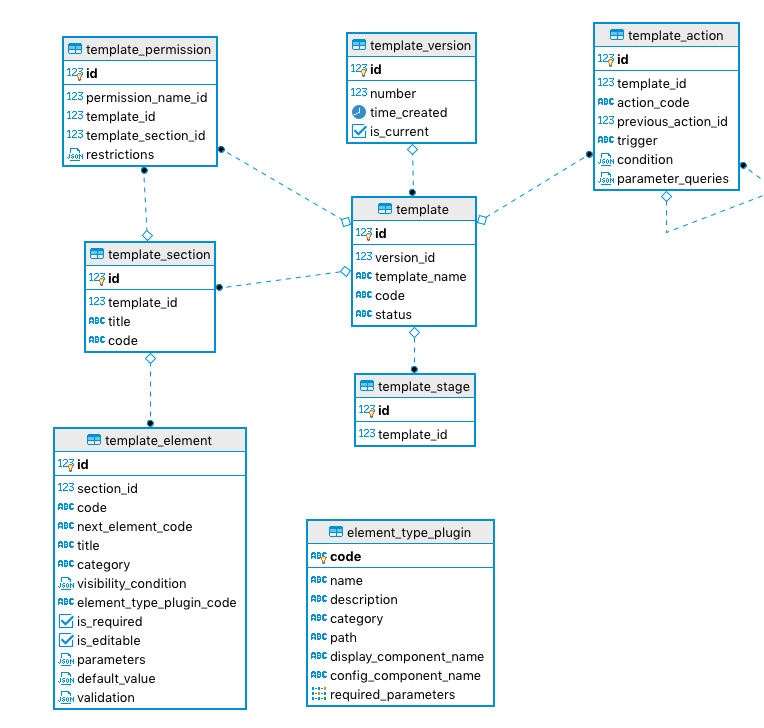 template_permission
123 id
123 permission_name_id
123 template_id
123 template_section_id
JSON restrictions
template_version
123 id
123 number
time_created
is_current
template_action
123 id
123 template_id
ABC action_code
123 previous_action_id
ABC trigger
JSON condition
JSON parameter_queries
template
123 id
123 version_id
ABC template_name
ABC code
ABC status
template_section
123 id
123 template_id
ABC title
ABC code
template_stage
123 id
123 template_id
template_element
123 id
123 section_id
ABC code
ABC next_element_code
ABC title
ABC category
JSON visibility_condition
ABC element_type_plugin_code
is_required
is_editable
JSON parameters
JSON default_value
JSON validation
element_type_plugin
ABC code
ABC name
ABC description
ABC category
ABC path
ABC display_component_name
ABC config_component_name
required_parameters